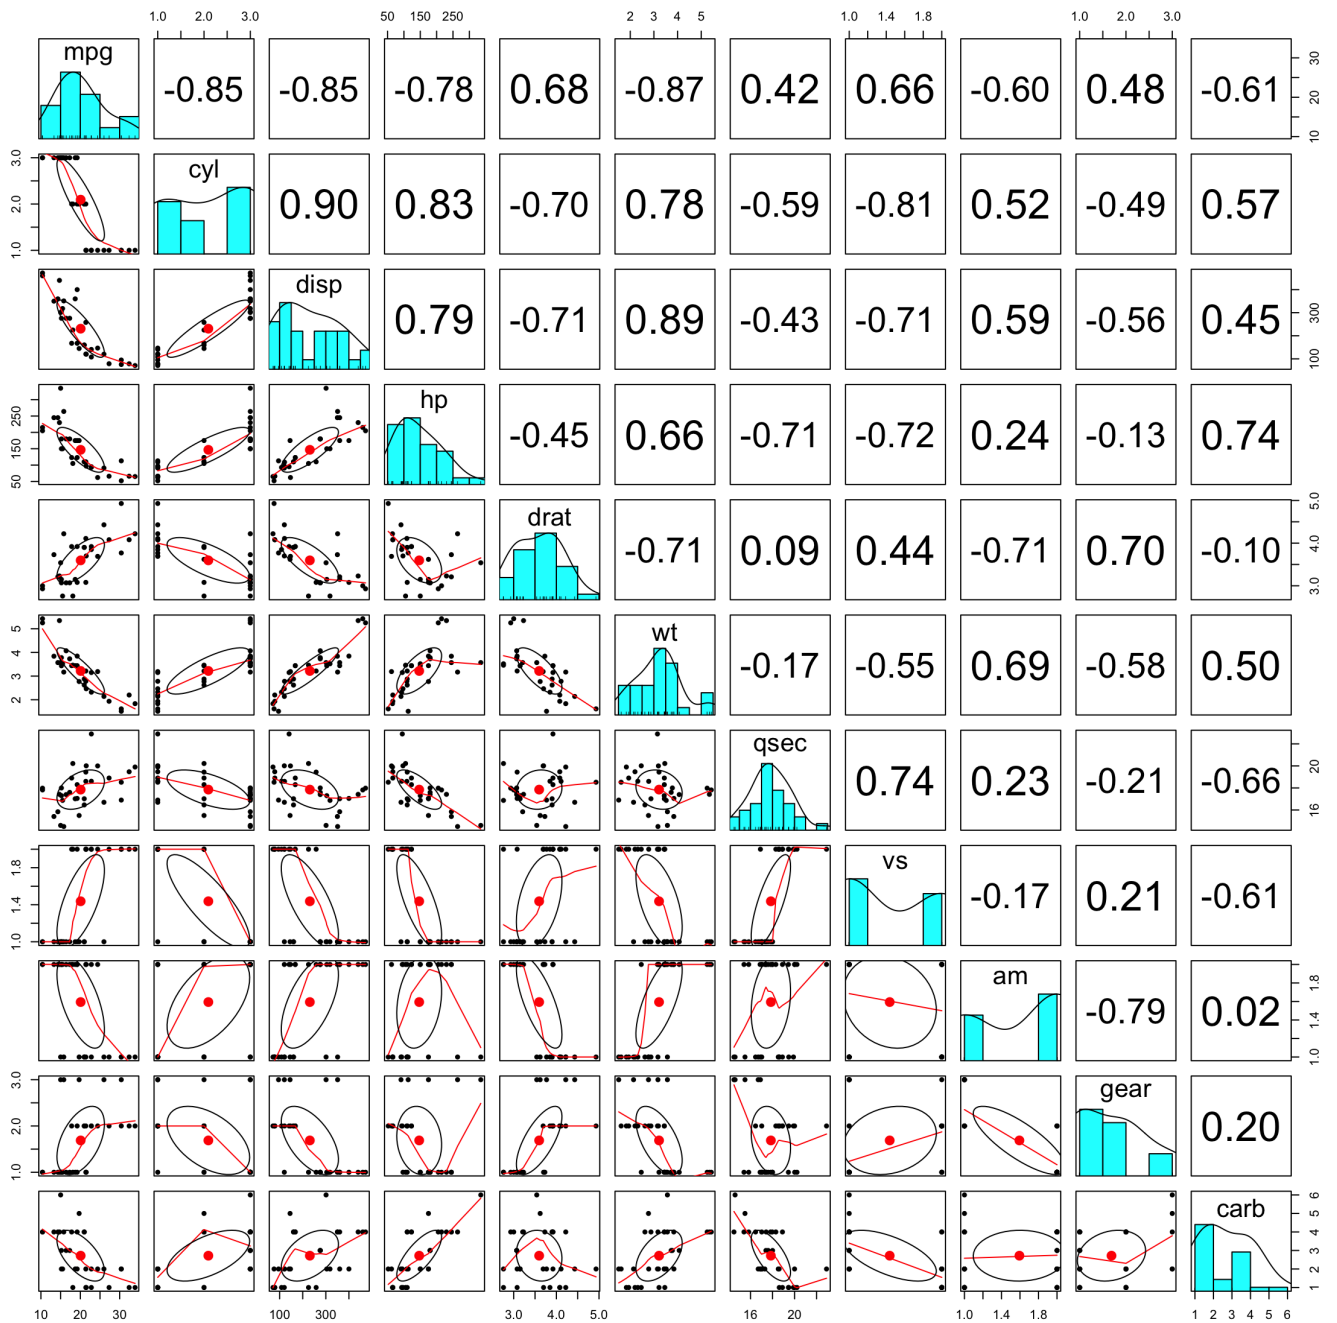 1.0 2.0 3.0 50 150 250 2 3 4 5 1.0 1.4 1.8 1.0 2.0 3.0
mpg -0.85 -0.85 -0.78 0.68 -0.87 0.42 0.66 -0.60 0.48 -0.61 10 20 30
1.0 2.0 3.0 cyl 0.90 0.83 -0.70 0.78 -0.59 -0.81 0.52 -0.49 0.57
disp 0.79 -0.71 0.89 -0.43 -0.71 0.59 -0.56 0.45 100 300
50 150 250 hp -0.45 0.66 -0.71 -0.72 0.24 -0.13 0.74
drat -0.71 0.09 0.44 -0.71 0.70 -0.10 3.0 4.0 5.0
2 3 4 5 wt -0.17 -0.55 0.69 -0.58 0.50
qsec 0.74 0.23 -0.21 -0.66 16 20
1.0 1.4 1.8 vs -0.17 0.21 -0.61
am -0.79 0.02 1.0 1.4 1.8
1.0 2.0 3.0 gear 0.20
carb 1 2 3 4 5 6
10 20 30 100 300 3.0 4.0 5.0 16 20 1.0 1.4 1.8 1 2 3 4 5 6